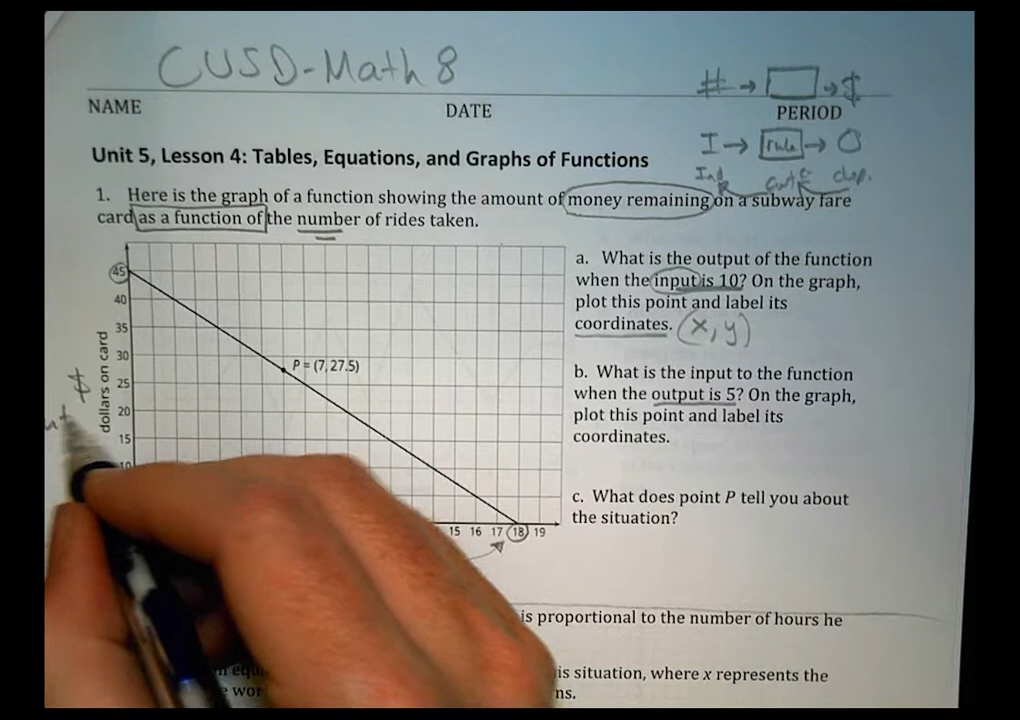 CUSD-Math 8
# → → $
NAME DATE PERIOD
I → rule → O
Ind dep.
Unit 5, Lesson 4: Tables, Equations, and Graphs of Functions
1. Here is the graph of a function showing the amount of money remaining on a subway fare
card as a function of the number of rides taken.
a. What is the output of the function
when the input is 10? On the graph,
plot this point and label its
coordinates. (x, y)
b. What is the input to the function
when the output is 5? On the graph,
plot this point and label its
coordinates.
c. What does point P tell you about
the situation?
dollars on card
45
40
35
30
25
20
15
10
P = (7, 27.5)
15 16 17 18 19
is proportional to the number of hours he
is situation, where x represents the
ns.